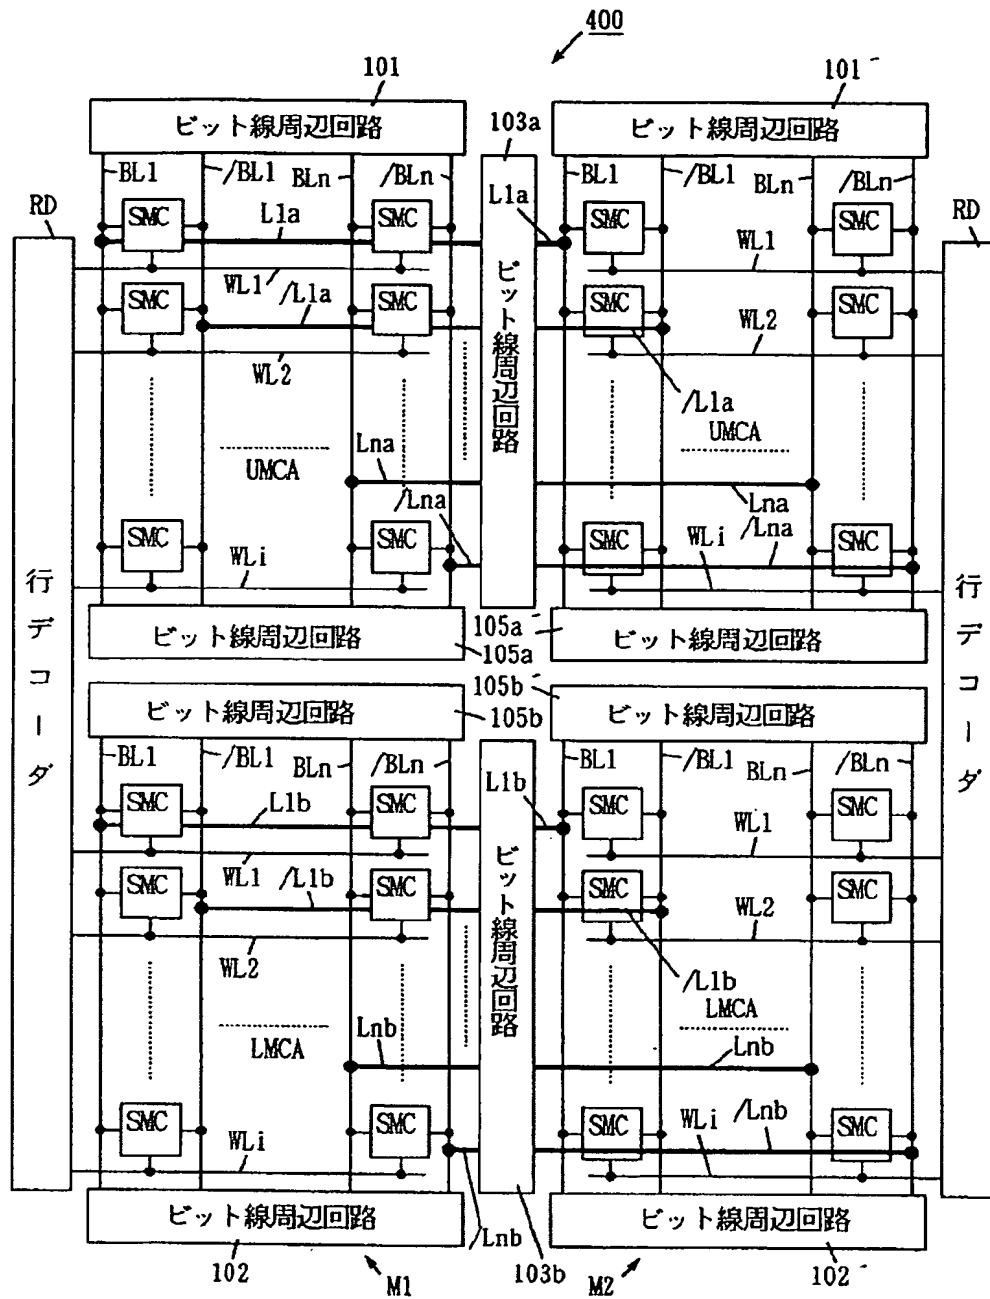 400
101
101
ビット線周辺回路
103a
ビット線周辺回路
BL1
/BL1
BLn
/BLn
BL1
/BL1
BLn
/BLn
RD
SMC
L1a
SMC
L1a
SMC
SMC
RD
WL1
WL1
SMC
/L1a
SMC
SMC
SMC
WL2
WL2
/L1a
ビット線周辺回路
UMCA
UMCA
Lna
Lna
/Lna
/Lna
SMC
WLi
SMC
SMC
WLi
SMC
行デコーダ
行デコーダ
ビット線周辺回路
105a
105a
ビット線周辺回路
ビット線周辺回路
105b
105b
ビット線周辺回路
BL1
/BL1
BLn
/BLn
BL1
/BL1
BLn
/BLn
SMC
L1b
SMC
L1b
SMC
SMC
WL1
WL1
SMC
/L1b
SMC
SMC
SMC
WL2
WL2
/L1b
ビット線周辺回路
LMCA
LMCA
Lnb
Lnb
/Lnb
SMC
WLi
SMC
SMC
WLi
SMC
ビット線周辺回路
/Lnb
ビット線周辺回路
102
M1
103b
M2
102